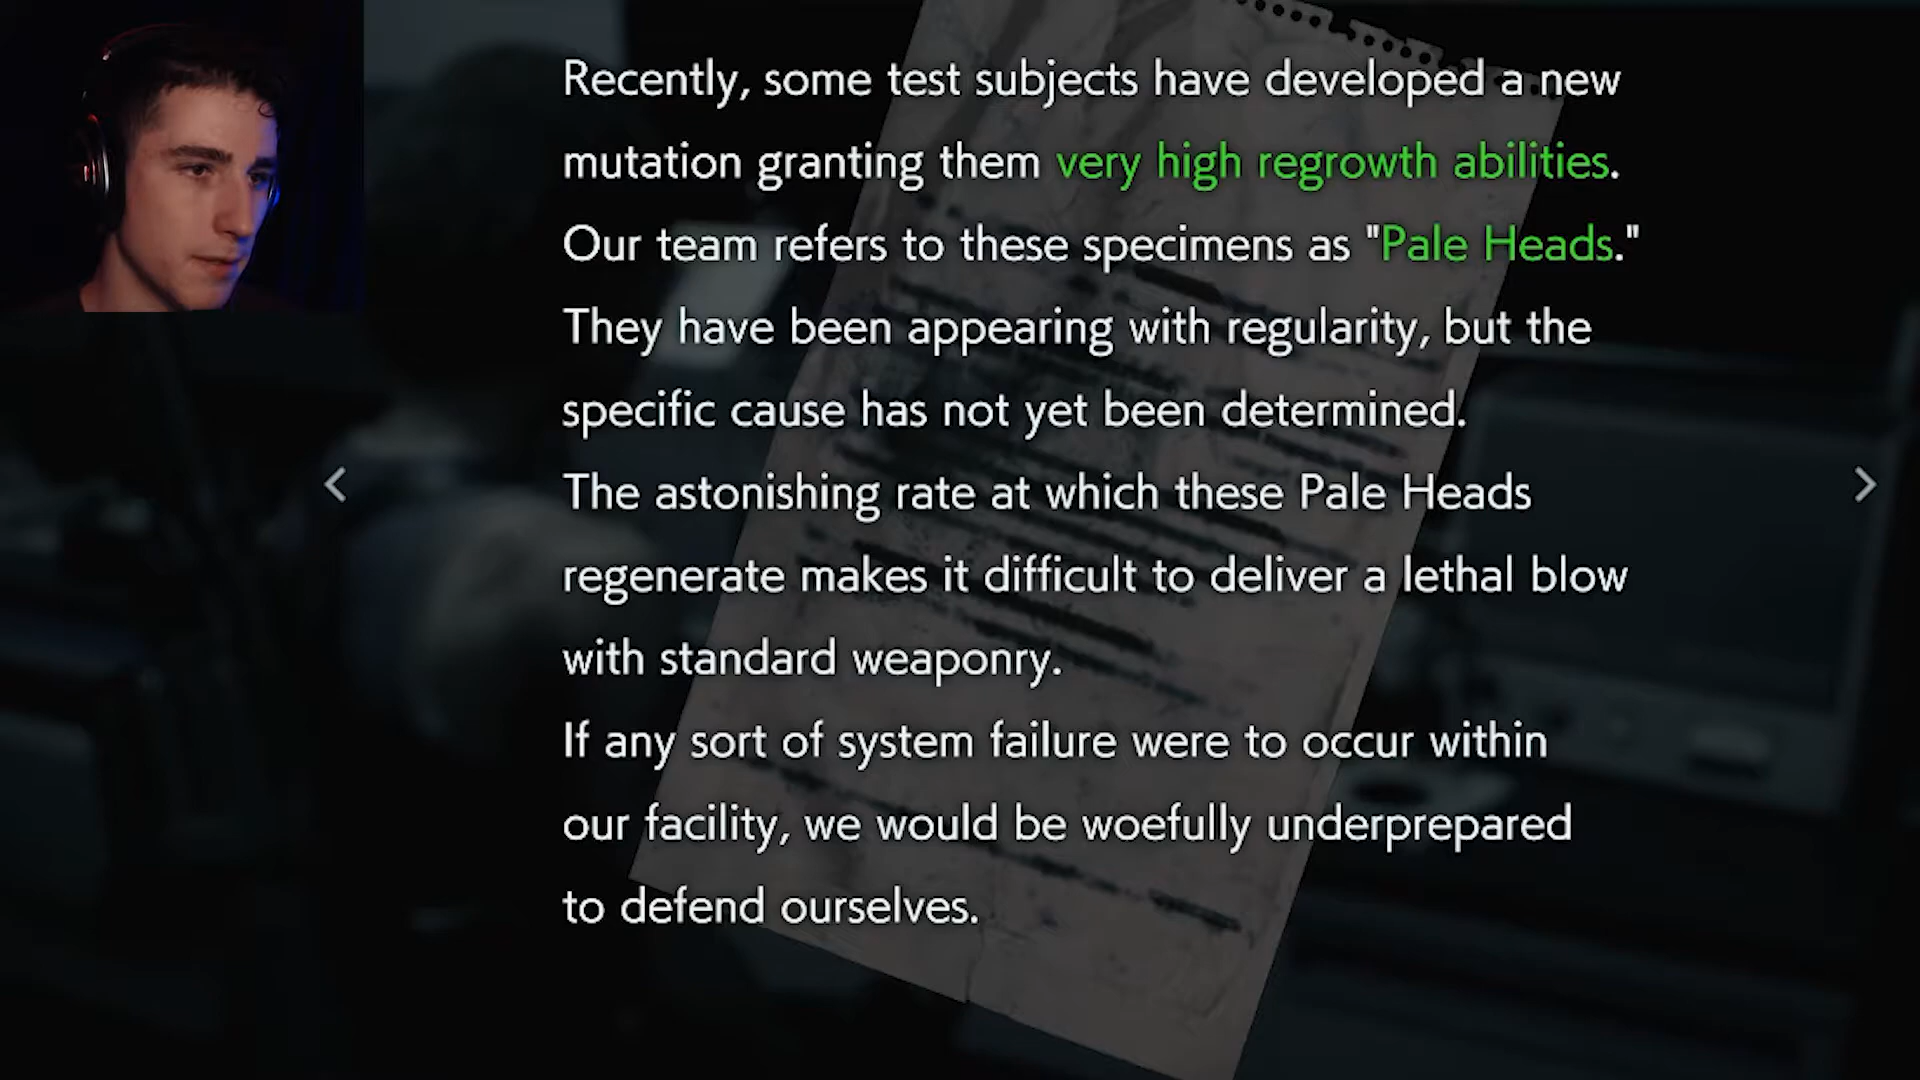 Recently, some test subjects have developed a new
mutation granting them very high regrowth abilities.
Our team refers to these specimens as "Pale Heads."
They have been appearing with regularity, but the
specific cause has not yet been determined.
The astonishing rate at which these Pale Heads
regenerate makes it difficult to deliver a lethal blow
with standard weaponry.
If any sort of system failure were to occur within
our facility, we would be woefully underprepared
to defend ourselves.